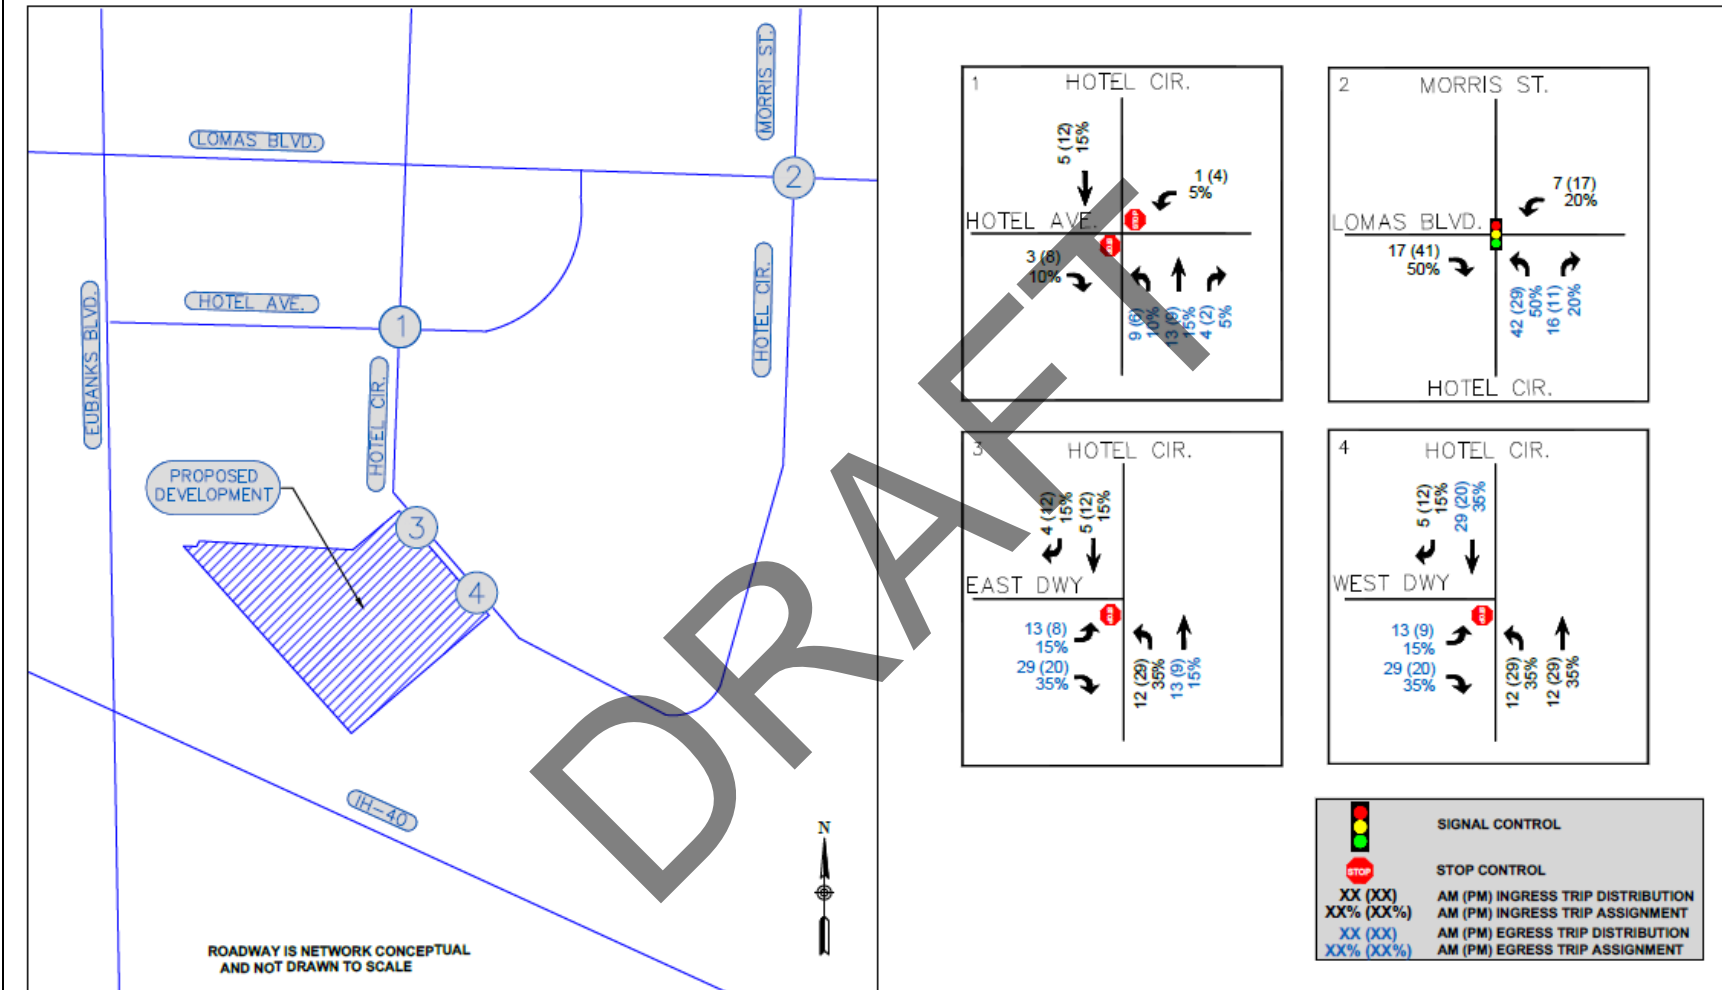 LOMAS BLVD.
MORRIS ST.
2
HOTEL AVE.
1
EUBANKS BLVD.
HOTEL CIR.
HOTEL CIR.
PROPOSED
DEVELOPMENT
3
4
IH-40
N
ROADWAY IS NETWORK CONCEPTUAL
AND NOT DRAWN TO SCALE
DRAFT
1
HOTEL CIR.
5 (12)
15%
1 (4)
5%
HOTEL AVE.
STOP
STOP
3 (8)
10%
9 (6)
10%
13 (9)
15%
4 (2)
5%
2
MORRIS ST.
7 (17)
20%
LOMAS BLVD.
17 (41)
50%
42 (29)
50%
16 (11)
20%
HOTEL CIR.
3
HOTEL CIR.
4 (12)
15%
5 (12)
15%
EAST DWY
STOP
13 (8)
15%
29 (20)
35%
12 (29)
35%
13 (9)
15%
4
HOTEL CIR.
5 (12)
15%
29 (20)
35%
WEST DWY
STOP
13 (9)
15%
29 (20)
35%
12 (29)
35%
12 (29)
35%
SIGNAL CONTROL
STOP
STOP CONTROL
XX (XX) AM (PM) INGRESS TRIP DISTRIBUTION
XX% (XX%) AM (PM) INGRESS TRIP ASSIGNMENT
XX (XX) AM (PM) EGRESS TRIP DISTRIBUTION
XX% (XX%) AM (PM) EGRESS TRIP ASSIGNMENT